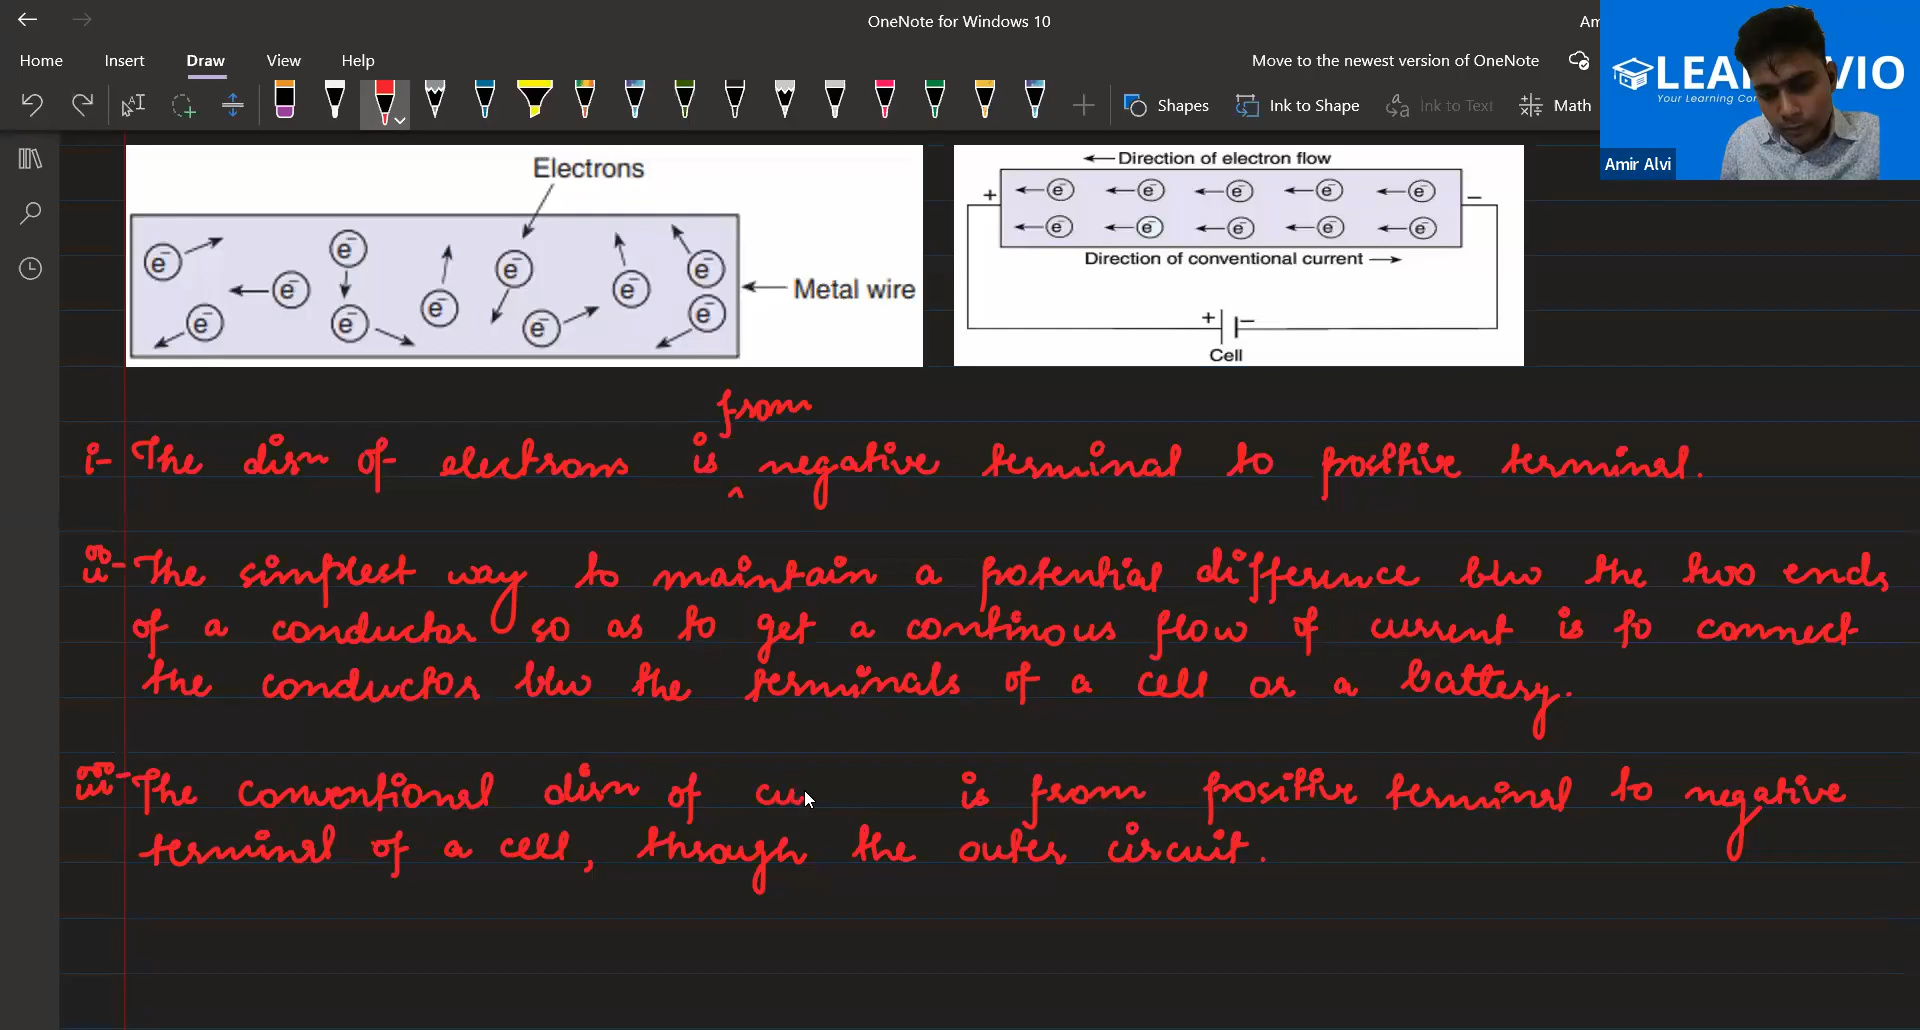 OneNote for Windows 10
Am
Home Insert Draw View Help
Move to the newest version of OneNote
Shapes Ink to Shape Ink to Text Math
LEA VIO
Your Learning Co
Amir Alvi
Electrons
e⁻ e⁻ e⁻ e⁻ e⁻ e⁻ e⁻ e⁻ e⁻ e⁻ e⁻
Metal wire
Direction of electron flow
+ e⁻ e⁻ e⁻ e⁻ e⁻ −
e⁻ e⁻ e⁻ e⁻ e⁻
Direction of conventional current
+ −
Cell
from
i- The dirn of electrons is ^ negative terminal to positive terminal.
ii- The simplest way to maintain a potential difference b/w the two ends
of a conductor so as to get a continous flow of current is to connect
the conductor b/w the terminals of a cell or a battery.
iii- The conventional dirn of cu is from positive terminal to negative
terminal of a cell, through the outer circuit.